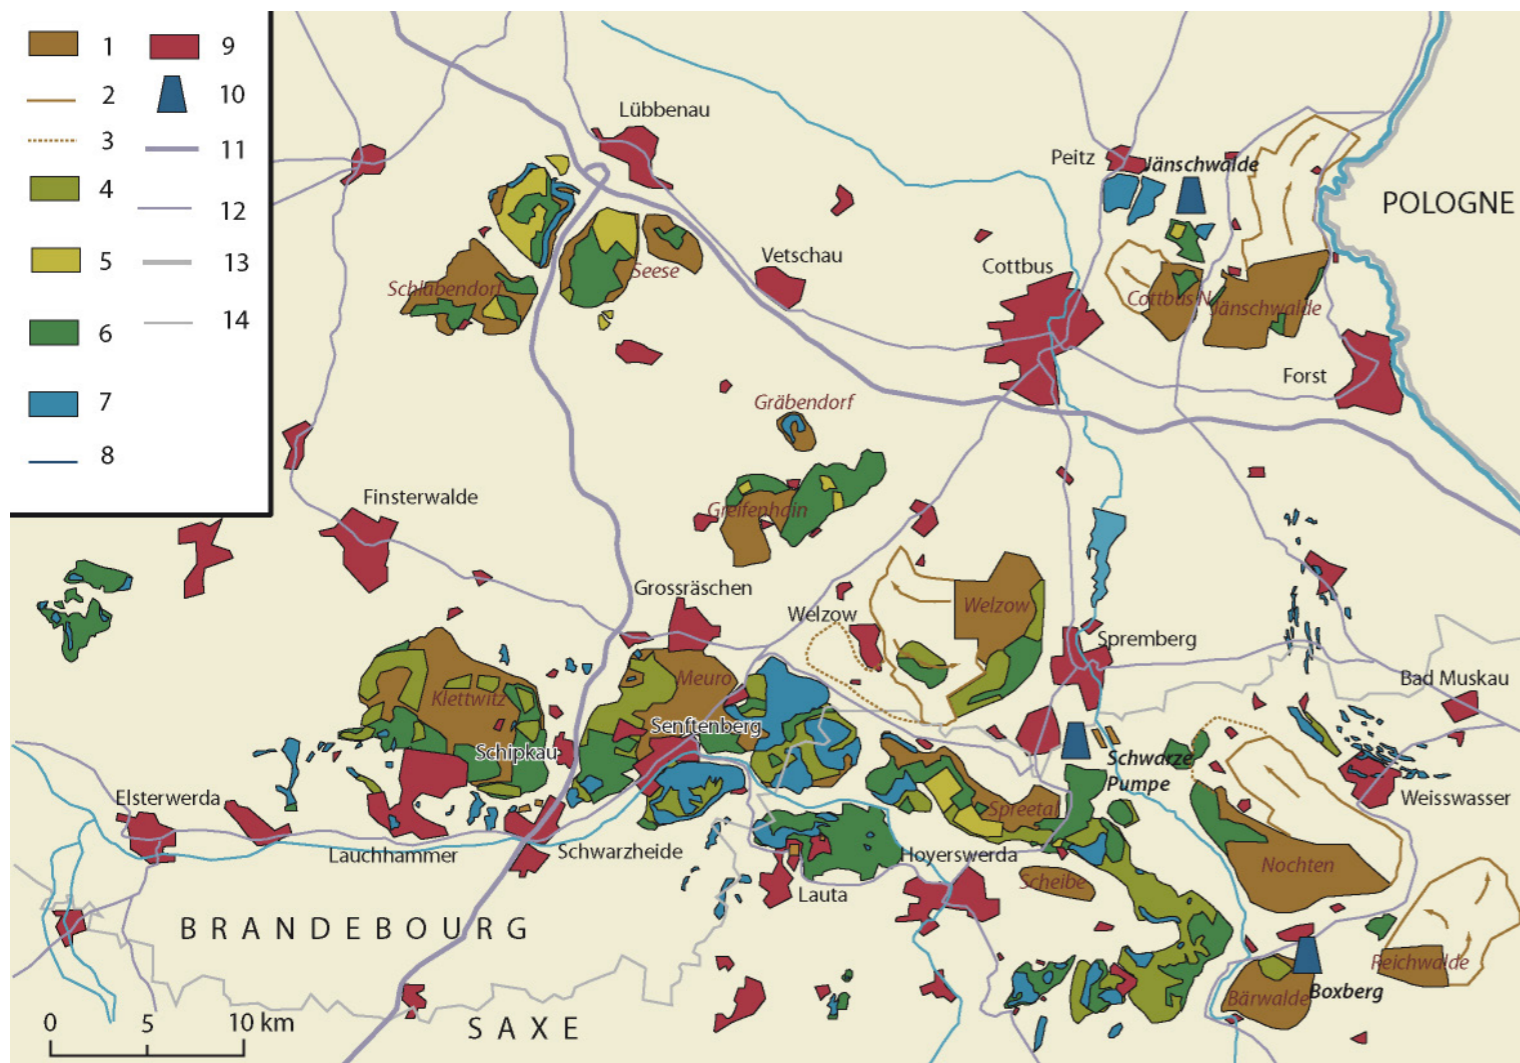 1
9
2
10
3
11
4
12
5
13
6
14
7
8
Lübbenau
Peitz
Jänschwalde
POLOGNE
Vetschau
Cottbus
Seese
Schlabendorf
Cottbus N.
Jänschwalde
Forst
Gräbendorf
Finsterwalde
Greifenhain
Grossräschen
Welzow
Welzow
Spremberg
Bad Muskau
Meuro
Klettwitz
Senftenberg
Schipkau
Schwarze
Pumpe
Elsterwerda
Spreetal
Weisswasser
Lauchhammer
Schwarzheide
Hoyerswerda
Nochten
Scheibe
Lauta
BRANDEBOURG
Reichwalde
Bärwalde
Boxberg
0 5 10 km
SAXE